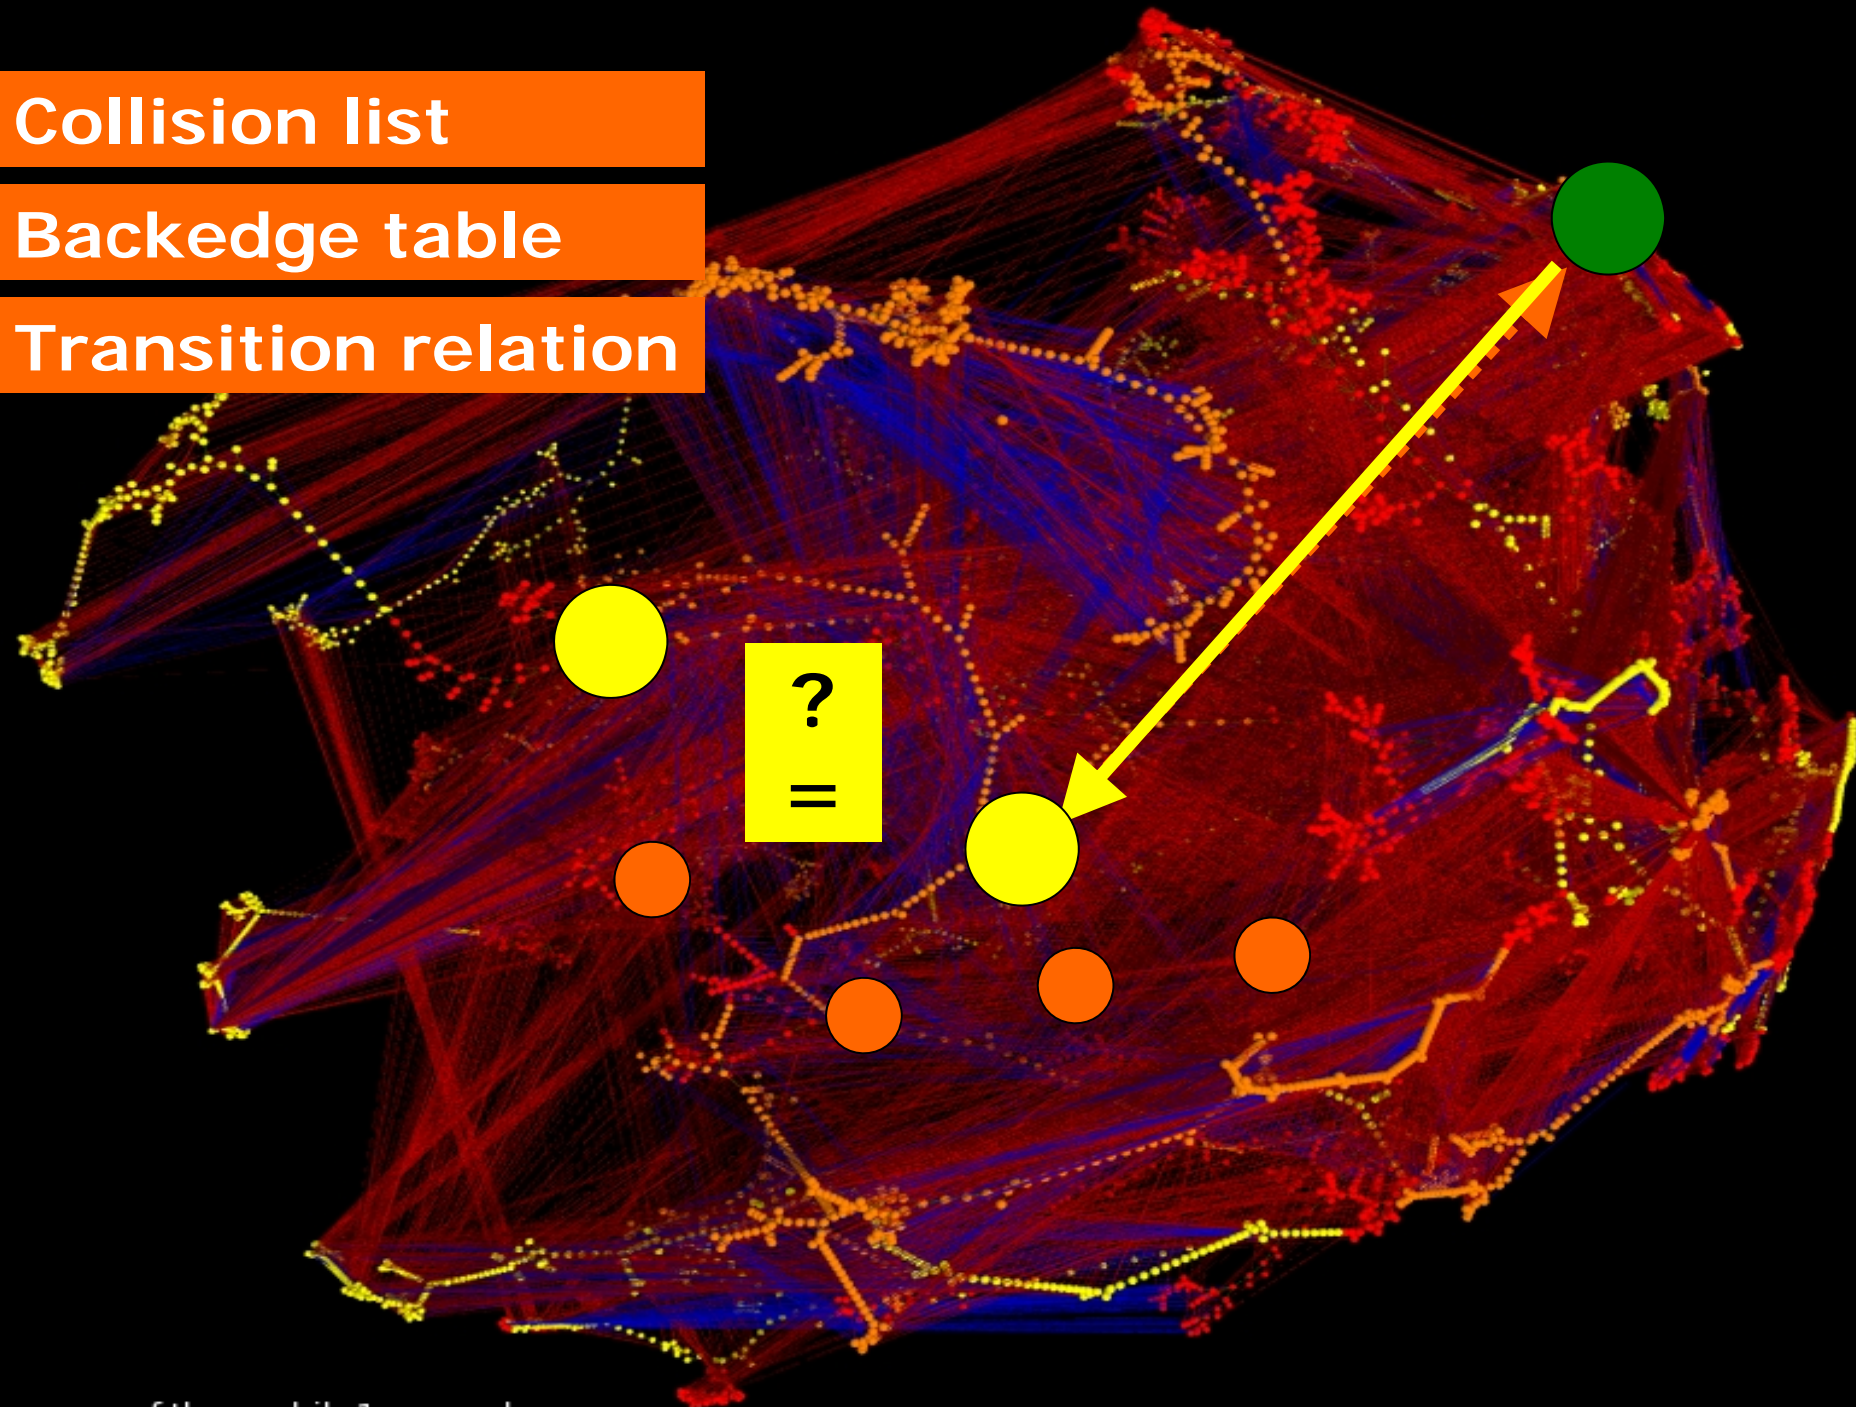 Collision list
Backedge table
Transition relation
?
=